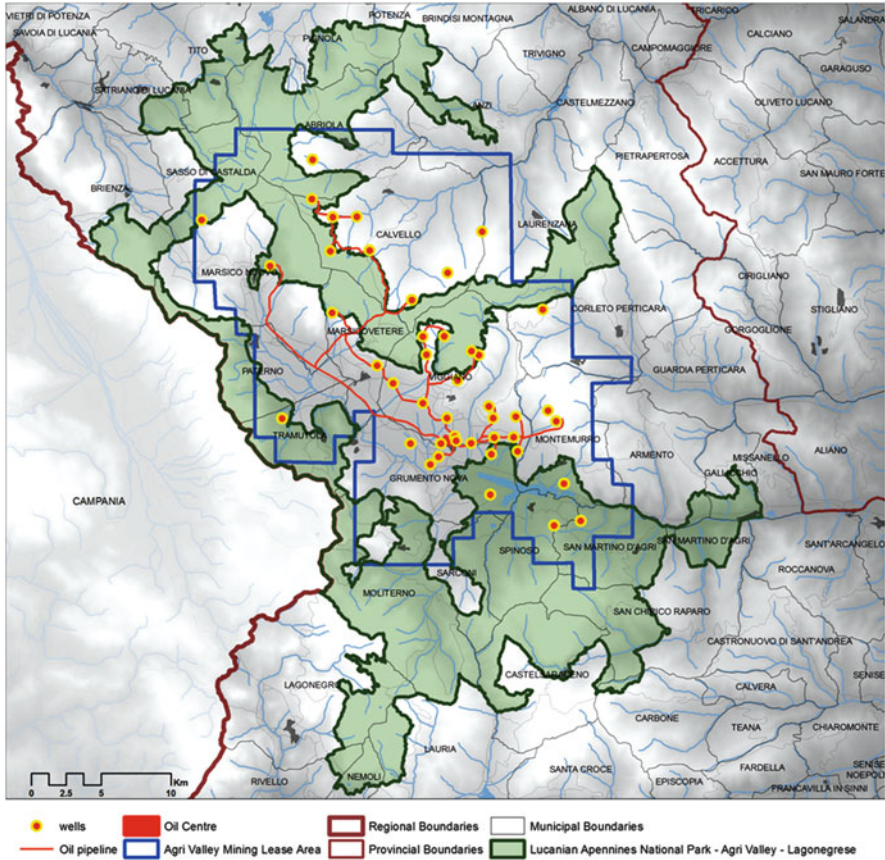 VIETRI DI POTENZA
POTENZA
BRINDISI MONTAGNA
ALBANO DI LUCANIA
TRICARICO
SAVOIA DI LUCANIA
PIGNOLA
CALCIANO
SALANDRA
TITO
TRIVIGNO
CAMPOMAGGIORE
GARAGUSO
SATRIANO DI LUCANIA
ANZI
CASTELMEZZANO
OLIVETO LUCANO
ABRIOLA
PIETRAPERTOSA
ACCETTURA
SASSO DI CASTALDA
SAN MAURO FORTE
BRIENZA
LAURENZANA
CALVELLO
MARSICO NOVO
CIRIGLIANO
CORLETO PERTICARA
STIGLIANO
MARSICOVETERE
GORGOGLIONE
PATERNO
GUARDIA PERTICARA
VIGGIANO
TRAMUTOLA
MONTEMURRO
ALIANO
ARMENTO
MISSANELLO
GALLICCHIO
GRUMENTO NOVA
CAMPANIA
SPINOSO
SAN MARTINO D'AGRI
SAN MARTINO D'AGRI
SANT'ARCANGELO
SARCONI
ROCCANOVA
MOLITERNO
SAN CHIRICO RAPARO
CASTRONUOVO DI SANT'ANDREA
CASTELSARACENO
SENISE
LAGONEGRO
CALVERA
CARBONE
TEANA
CHIAROMONTE
LAURIA
SENISE
RIVELLO
NEMOLI
SANTA CROCE
EPISCOPIA
FARDELLA
NOEPOLI
FRANCAVILLA IN SINNI
Km
0 2.5 5 10
wells
Oil Centre
Regional Boundaries
Municipal Boundaries
Oil pipeline
Agri Valley Mining Lease Area
Provincial Boundaries
Lucanian Apennines National Park - Agri Valley - Lagonegrese